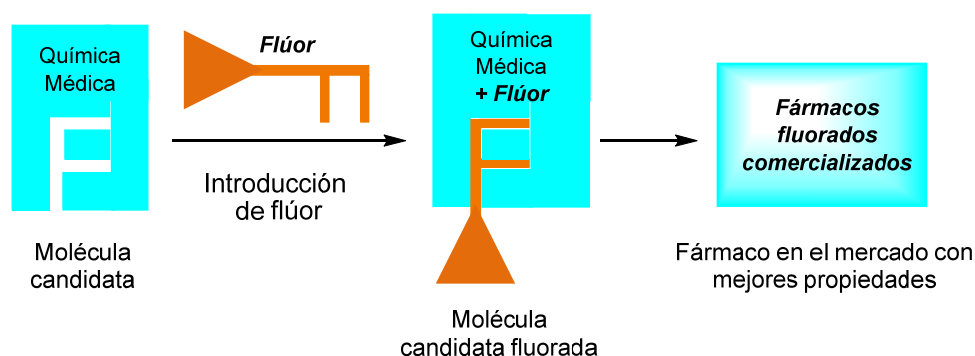 Química
Médica
Molécula
candidata
Flúor
Introducción
de flúor
Química
Médica
+ Flúor
Molécula
candidata fluorada
Fármacos
fluorados
comercializados
Fármaco en el mercado con
mejores propiedades